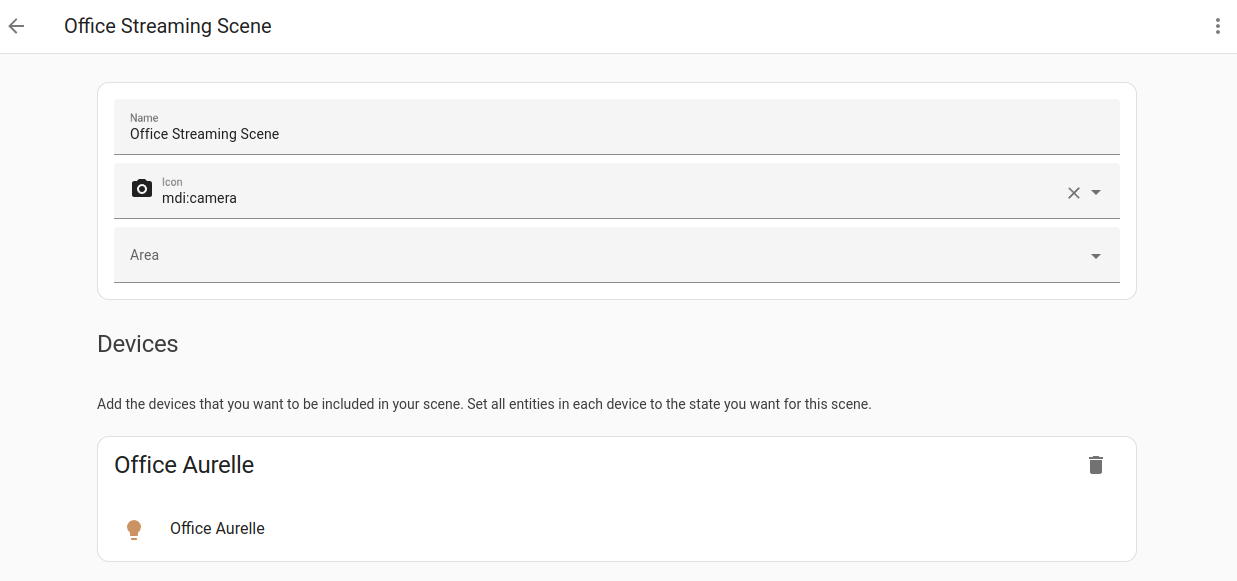 Office Streaming Scene
Name
Office Streaming Scene
Icon
mdi:camera
Area
Devices
Add the devices that you want to be included in your scene. Set all entities in each device to the state you want for this scene.
Office Aurelle
Office Aurelle